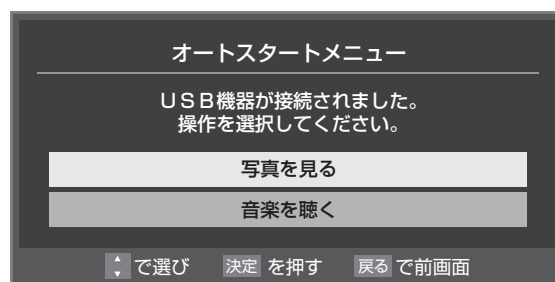 オートスタートメニュー
USB機器が接続されました。
操作を選択してください。
写真を見る
音楽を聴く
で選び 決定 を押す 戻る で前画面